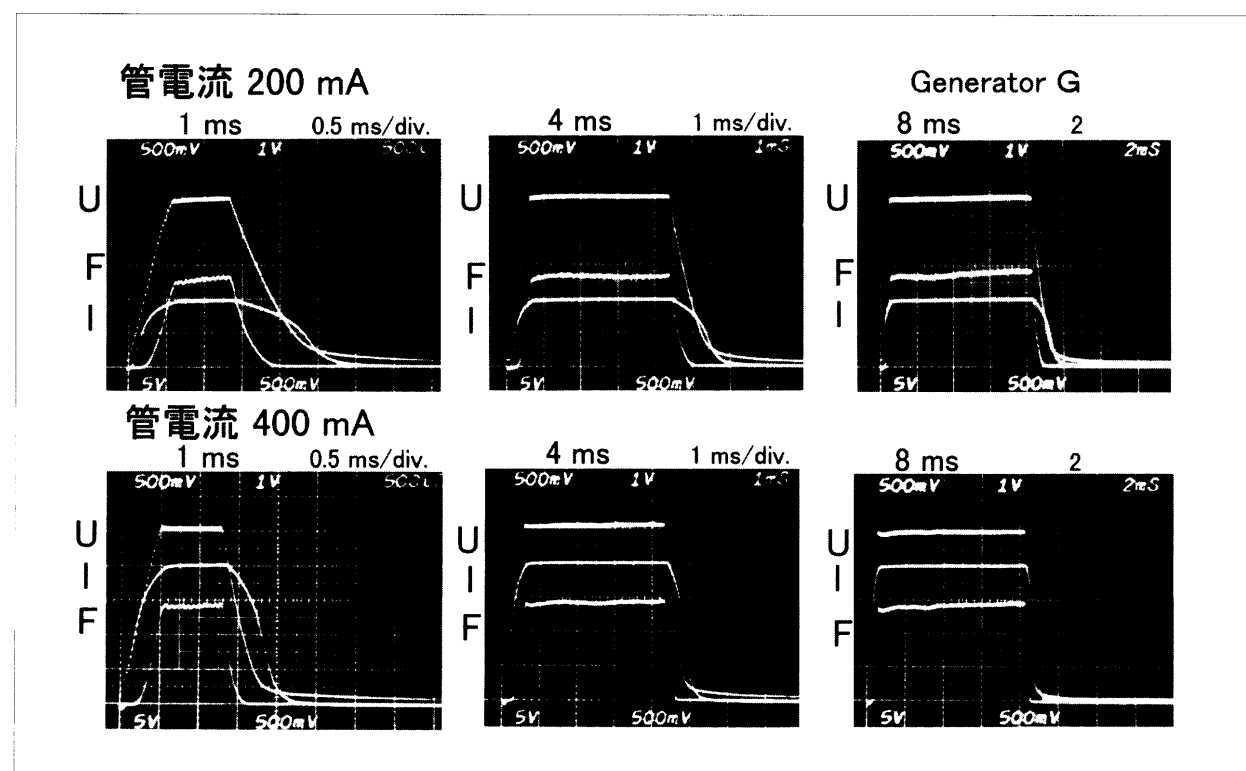 管電流 200 mA
Generator G
1 ms 0.5 ms/div.
4 ms 1 ms/div.
8 ms 2
500mV 1V
500mV 1V 1mS
500mV 1V 2mS
U
F
I
U
F
I
U
F
I
5V 500mV
5V 500mV
5V 500mV
管電流 400 mA
1 ms 0.5 ms/div.
4 ms 1 ms/div.
8 ms 2
500mV 1V
500mV 1V 1mS
500mV 1V 2mS
U
I
F
U
I
F
U
I
F
5V 500mV
5V 500mV
5V 500mV